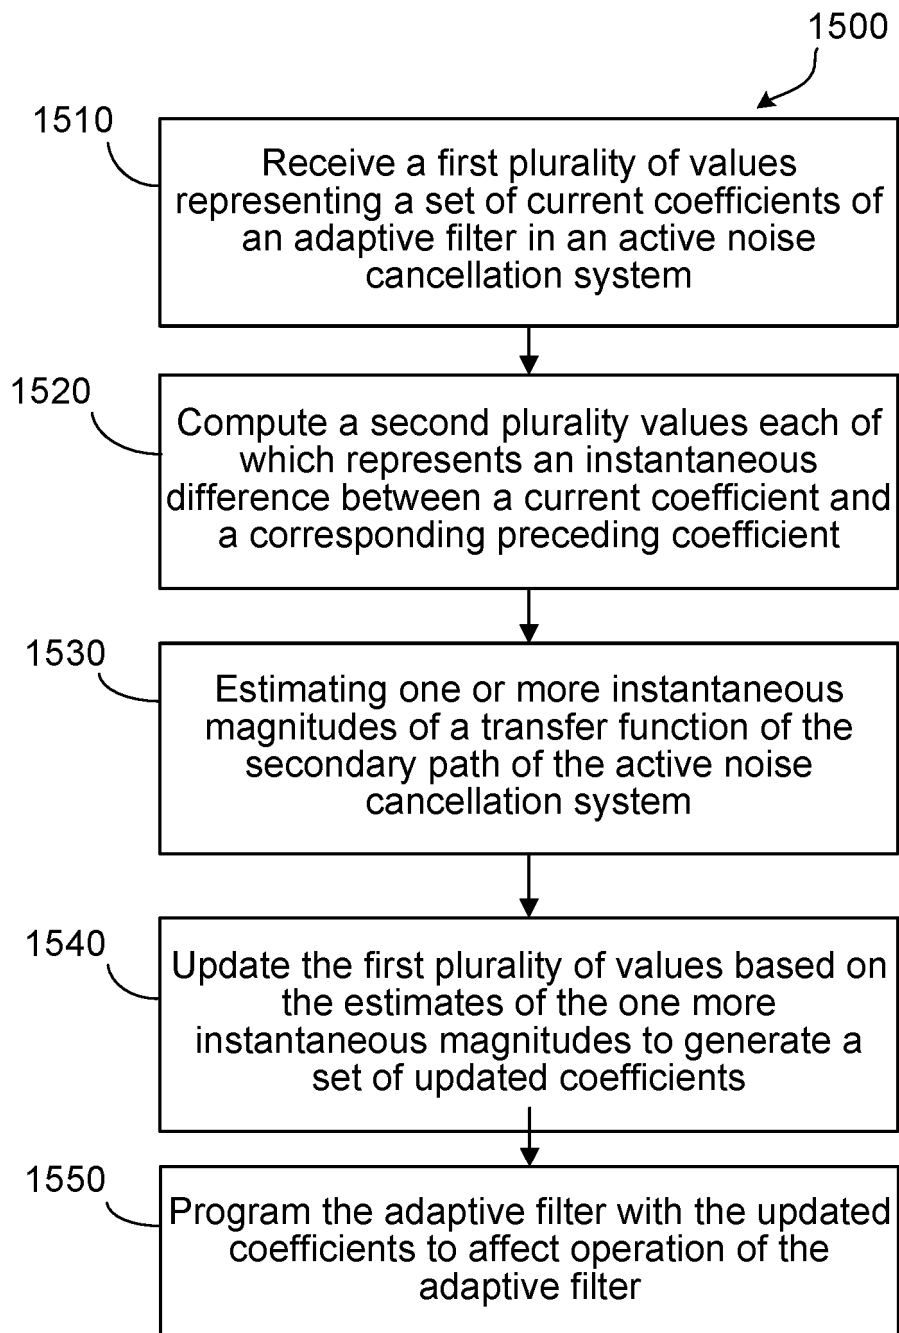 1500
1510
Receive a first plurality of values
representing a set of current coefficients of
an adaptive filter in an active noise
cancellation system
1520
Compute a second plurality values each of
which represents an instantaneous
difference between a current coefficient and
a corresponding preceding coefficient
1530
Estimating one or more instantaneous
magnitudes of a transfer function of the
secondary path of the active noise
cancellation system
1540
Update the first plurality of values based on
the estimates of the one more
instantaneous magnitudes to generate a
set of updated coefficients
1550
Program the adaptive filter with the updated
coefficients to affect operation of the
adaptive filter